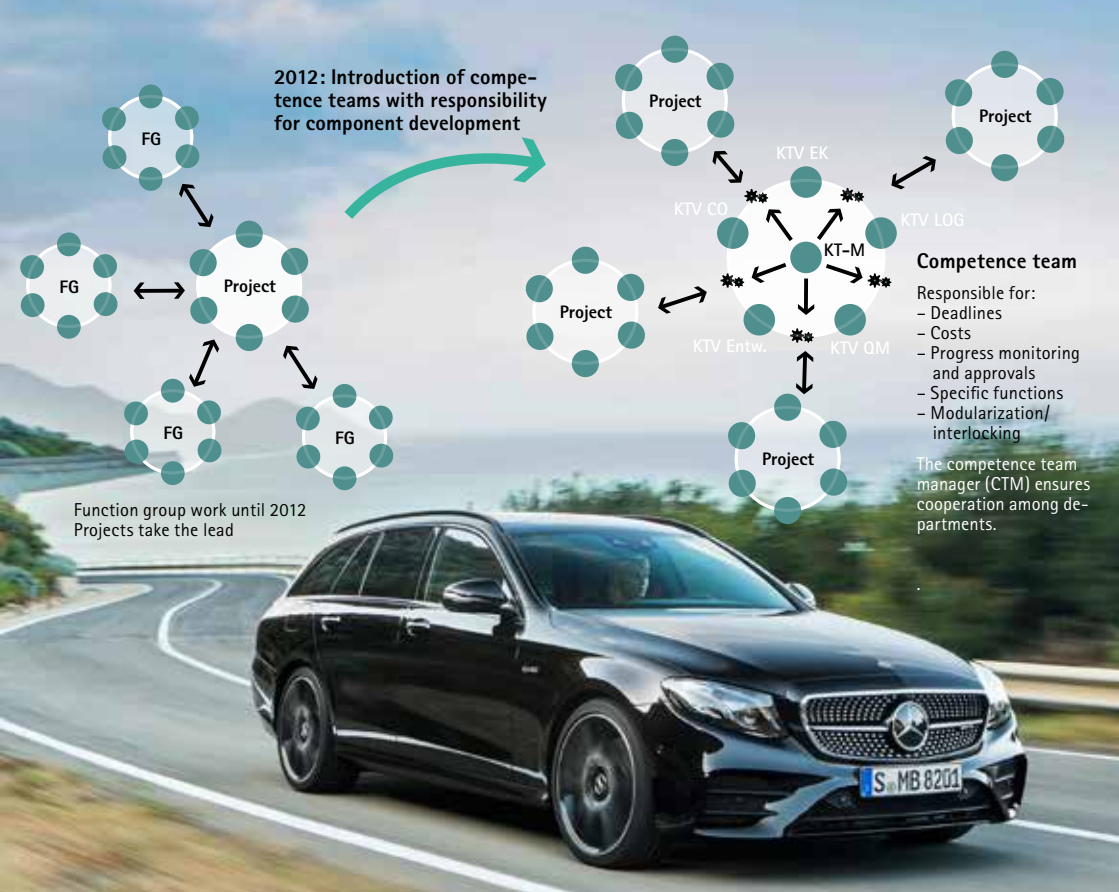 2012: Introduction of compe-
tence teams with responsibility
for component development
FG
FG
Project
FG
FG
Function group work until 2012
Projects take the lead
Project
Project
KTV EK
KTV CO
KTV LOG
KT-M
Project
KTV Entw.
KTV QM
Project
Competence team
Responsible for:
– Deadlines
– Costs
– Progress monitoring
and approvals
– Specific functions
– Modularization/
interlocking
The competence team
manager (CTM) ensures
cooperation among de-
partments.
.
S MB 8201